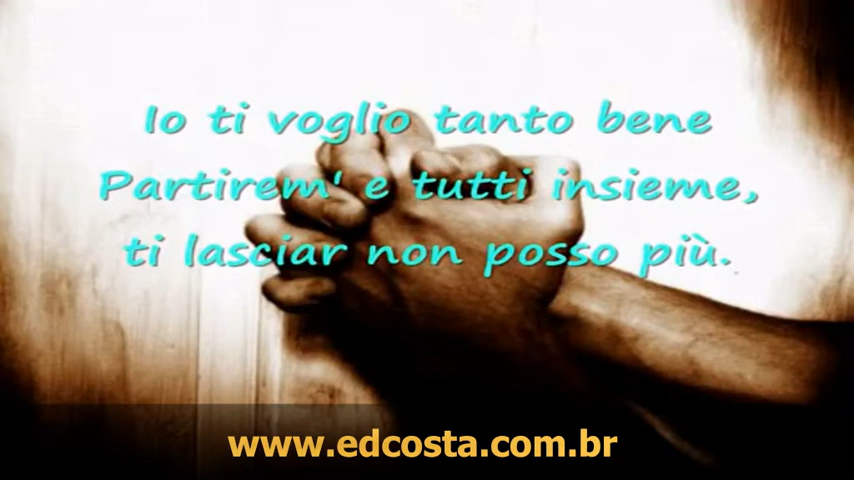 Io ti voglio tanto bene
Partirem' e tutti insieme,
ti lasciar non posso più.
www.edcosta.com.br